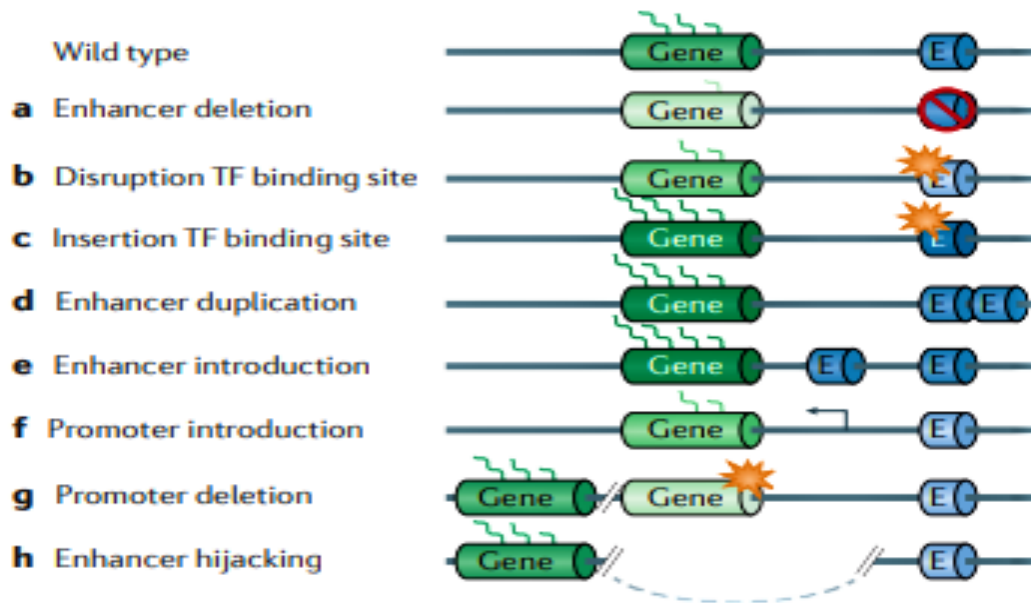 Wild type Gene E
a Enhancer deletion Gene
b Disruption TF binding site Gene E
c Insertion TF binding site Gene E
d Enhancer duplication Gene E E
e Enhancer introduction Gene E E
f Promoter introduction Gene E
g Promoter deletion Gene Gene E
h Enhancer hijacking Gene E